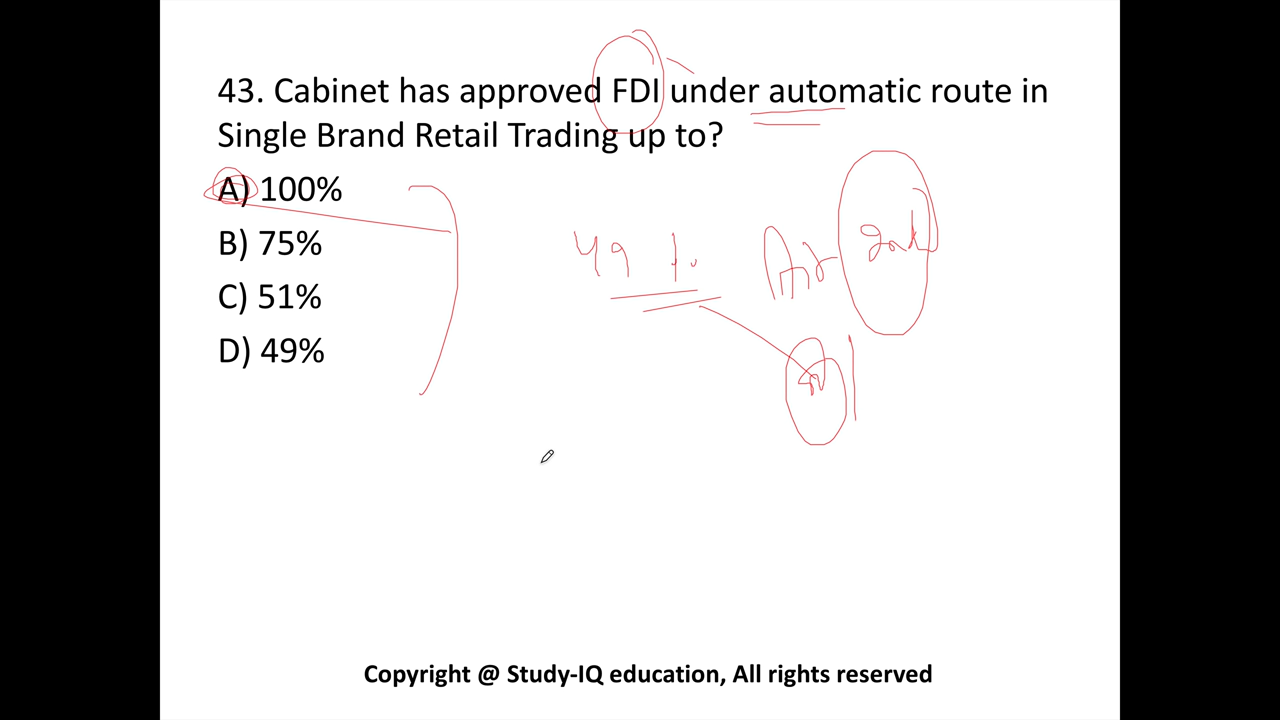 43. Cabinet has approved FDI under automatic route in
Single Brand Retail Trading up to?
A) 100%
B) 75%
C) 51%
D) 49%
49 %
Air
Copyright @ Study-IQ education, All rights reserved